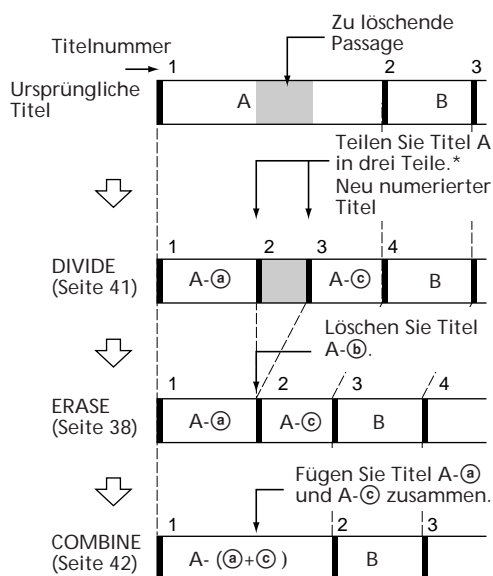 Zu löschende
Passage
Titelnummer
1 2 3
Ursprüngliche
Titel
A B
Teilen Sie Titel A
in drei Teile.*
Neu numerierter
Titel
1 2 3 4
DIVIDE
(Seite 41)
A-ⓐ A-ⓒ B
Löschen Sie Titel
A-ⓑ.
1 2 3 4
ERASE
(Seite 38)
A-ⓐ A-ⓒ B
Fügen Sie Titel A-ⓐ
und A-ⓒ zusammen.
1 2 3
COMBINE
(Seite 42)
A- (ⓐ+ⓒ) B